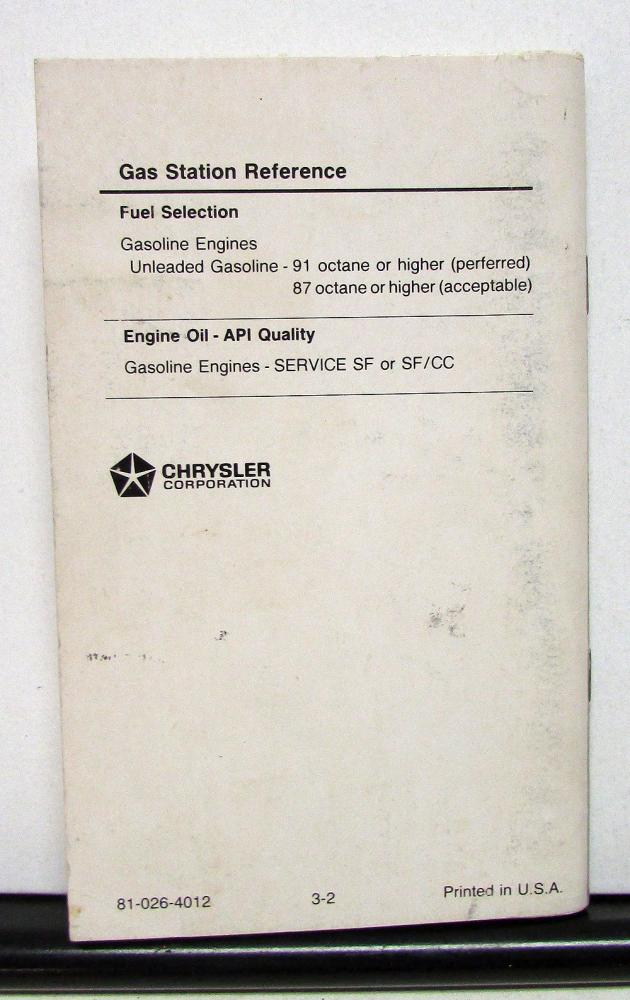 Gas Station Reference
Fuel Selection
Gasoline Engines
Unleaded Gasoline - 91 octane or higher (perferred)
87 octane or higher (acceptable)
Engine Oil - API Quality
Gasoline Engines - SERVICE SF or SF/CC
CHRYSLER
CORPORATION
81-026-4012 3-2 Printed in U.S.A.